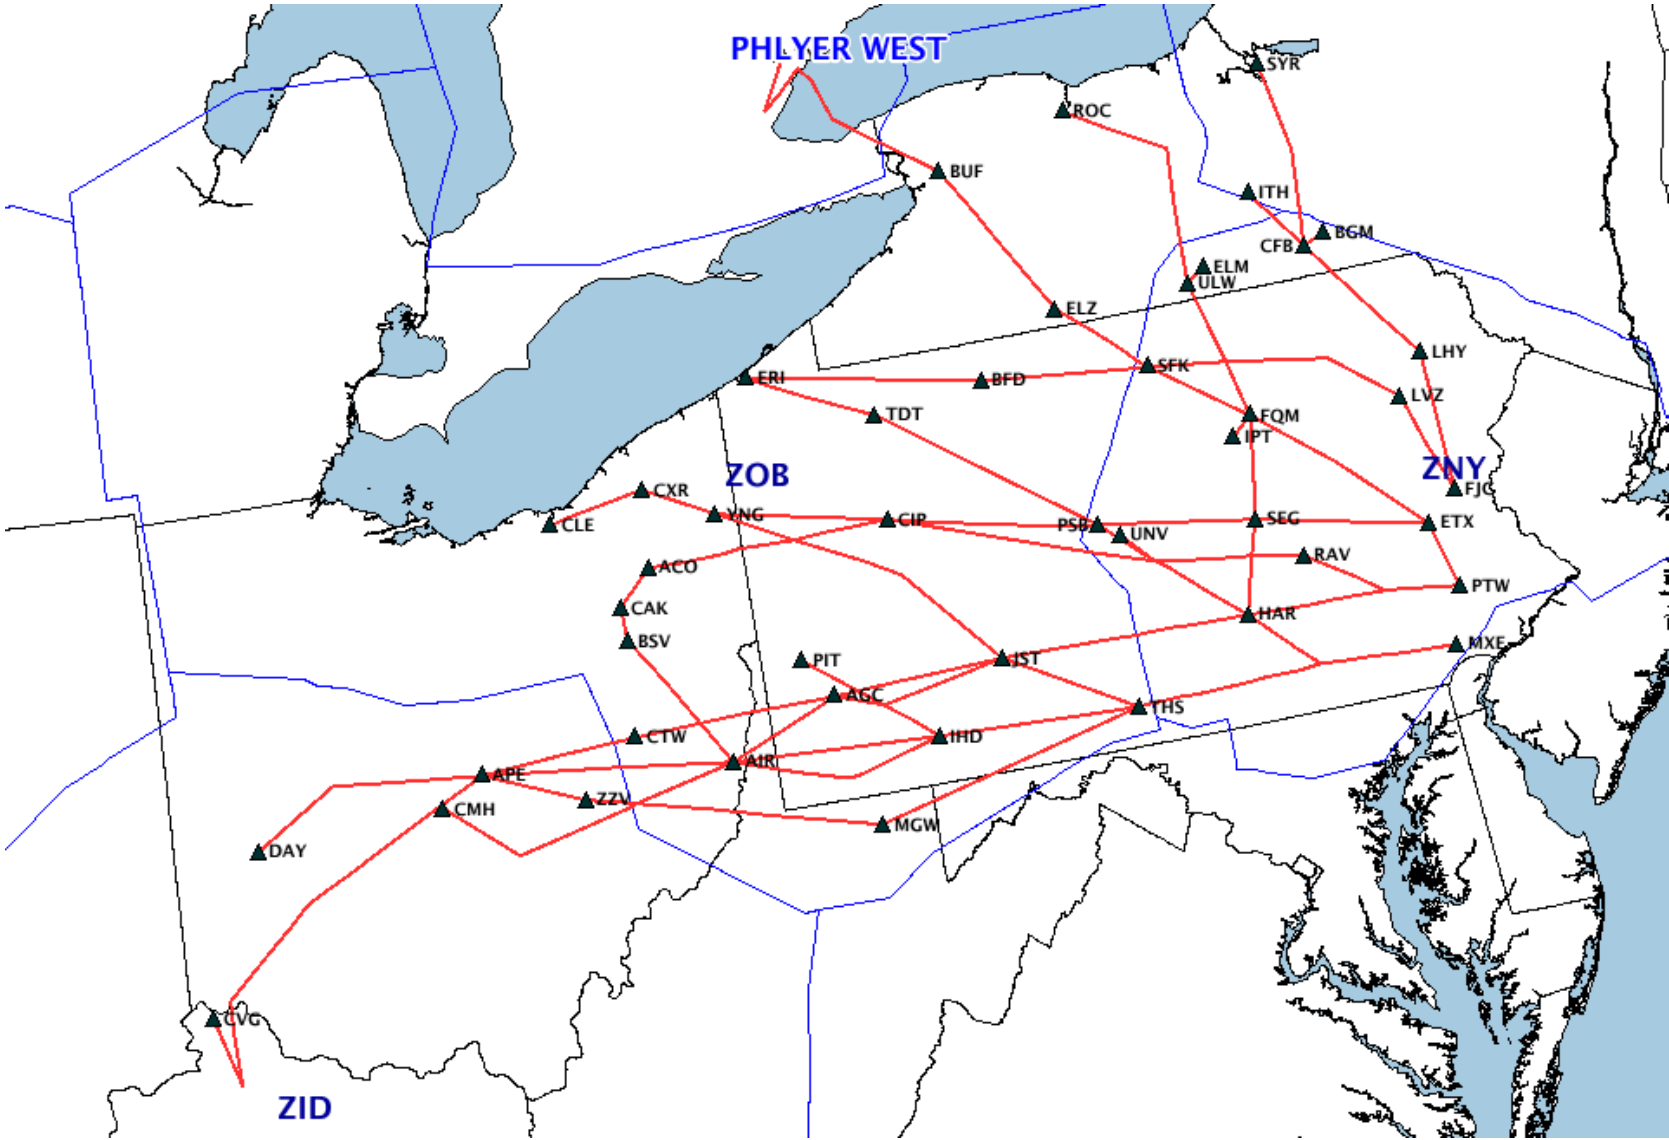 PHLYER WEST
SYR
ROC
BUF
ITH
BGM
CFB
ELM
ULW
ELZ
LHY
SFK
ERI
BFD
LVZ
TDT
FQM
IPT
ZOB
ZNY
CXR
FJC
YNG
CIP
CLE
PSB
SEG
ETX
UNV
RAV
ACO
PTW
CAK
HAR
BSV
MXE
PIT
JST
AGC
THS
CTW
IHD
AIR
APE
ZZV
CMH
MGW
DAY
CVG
ZID